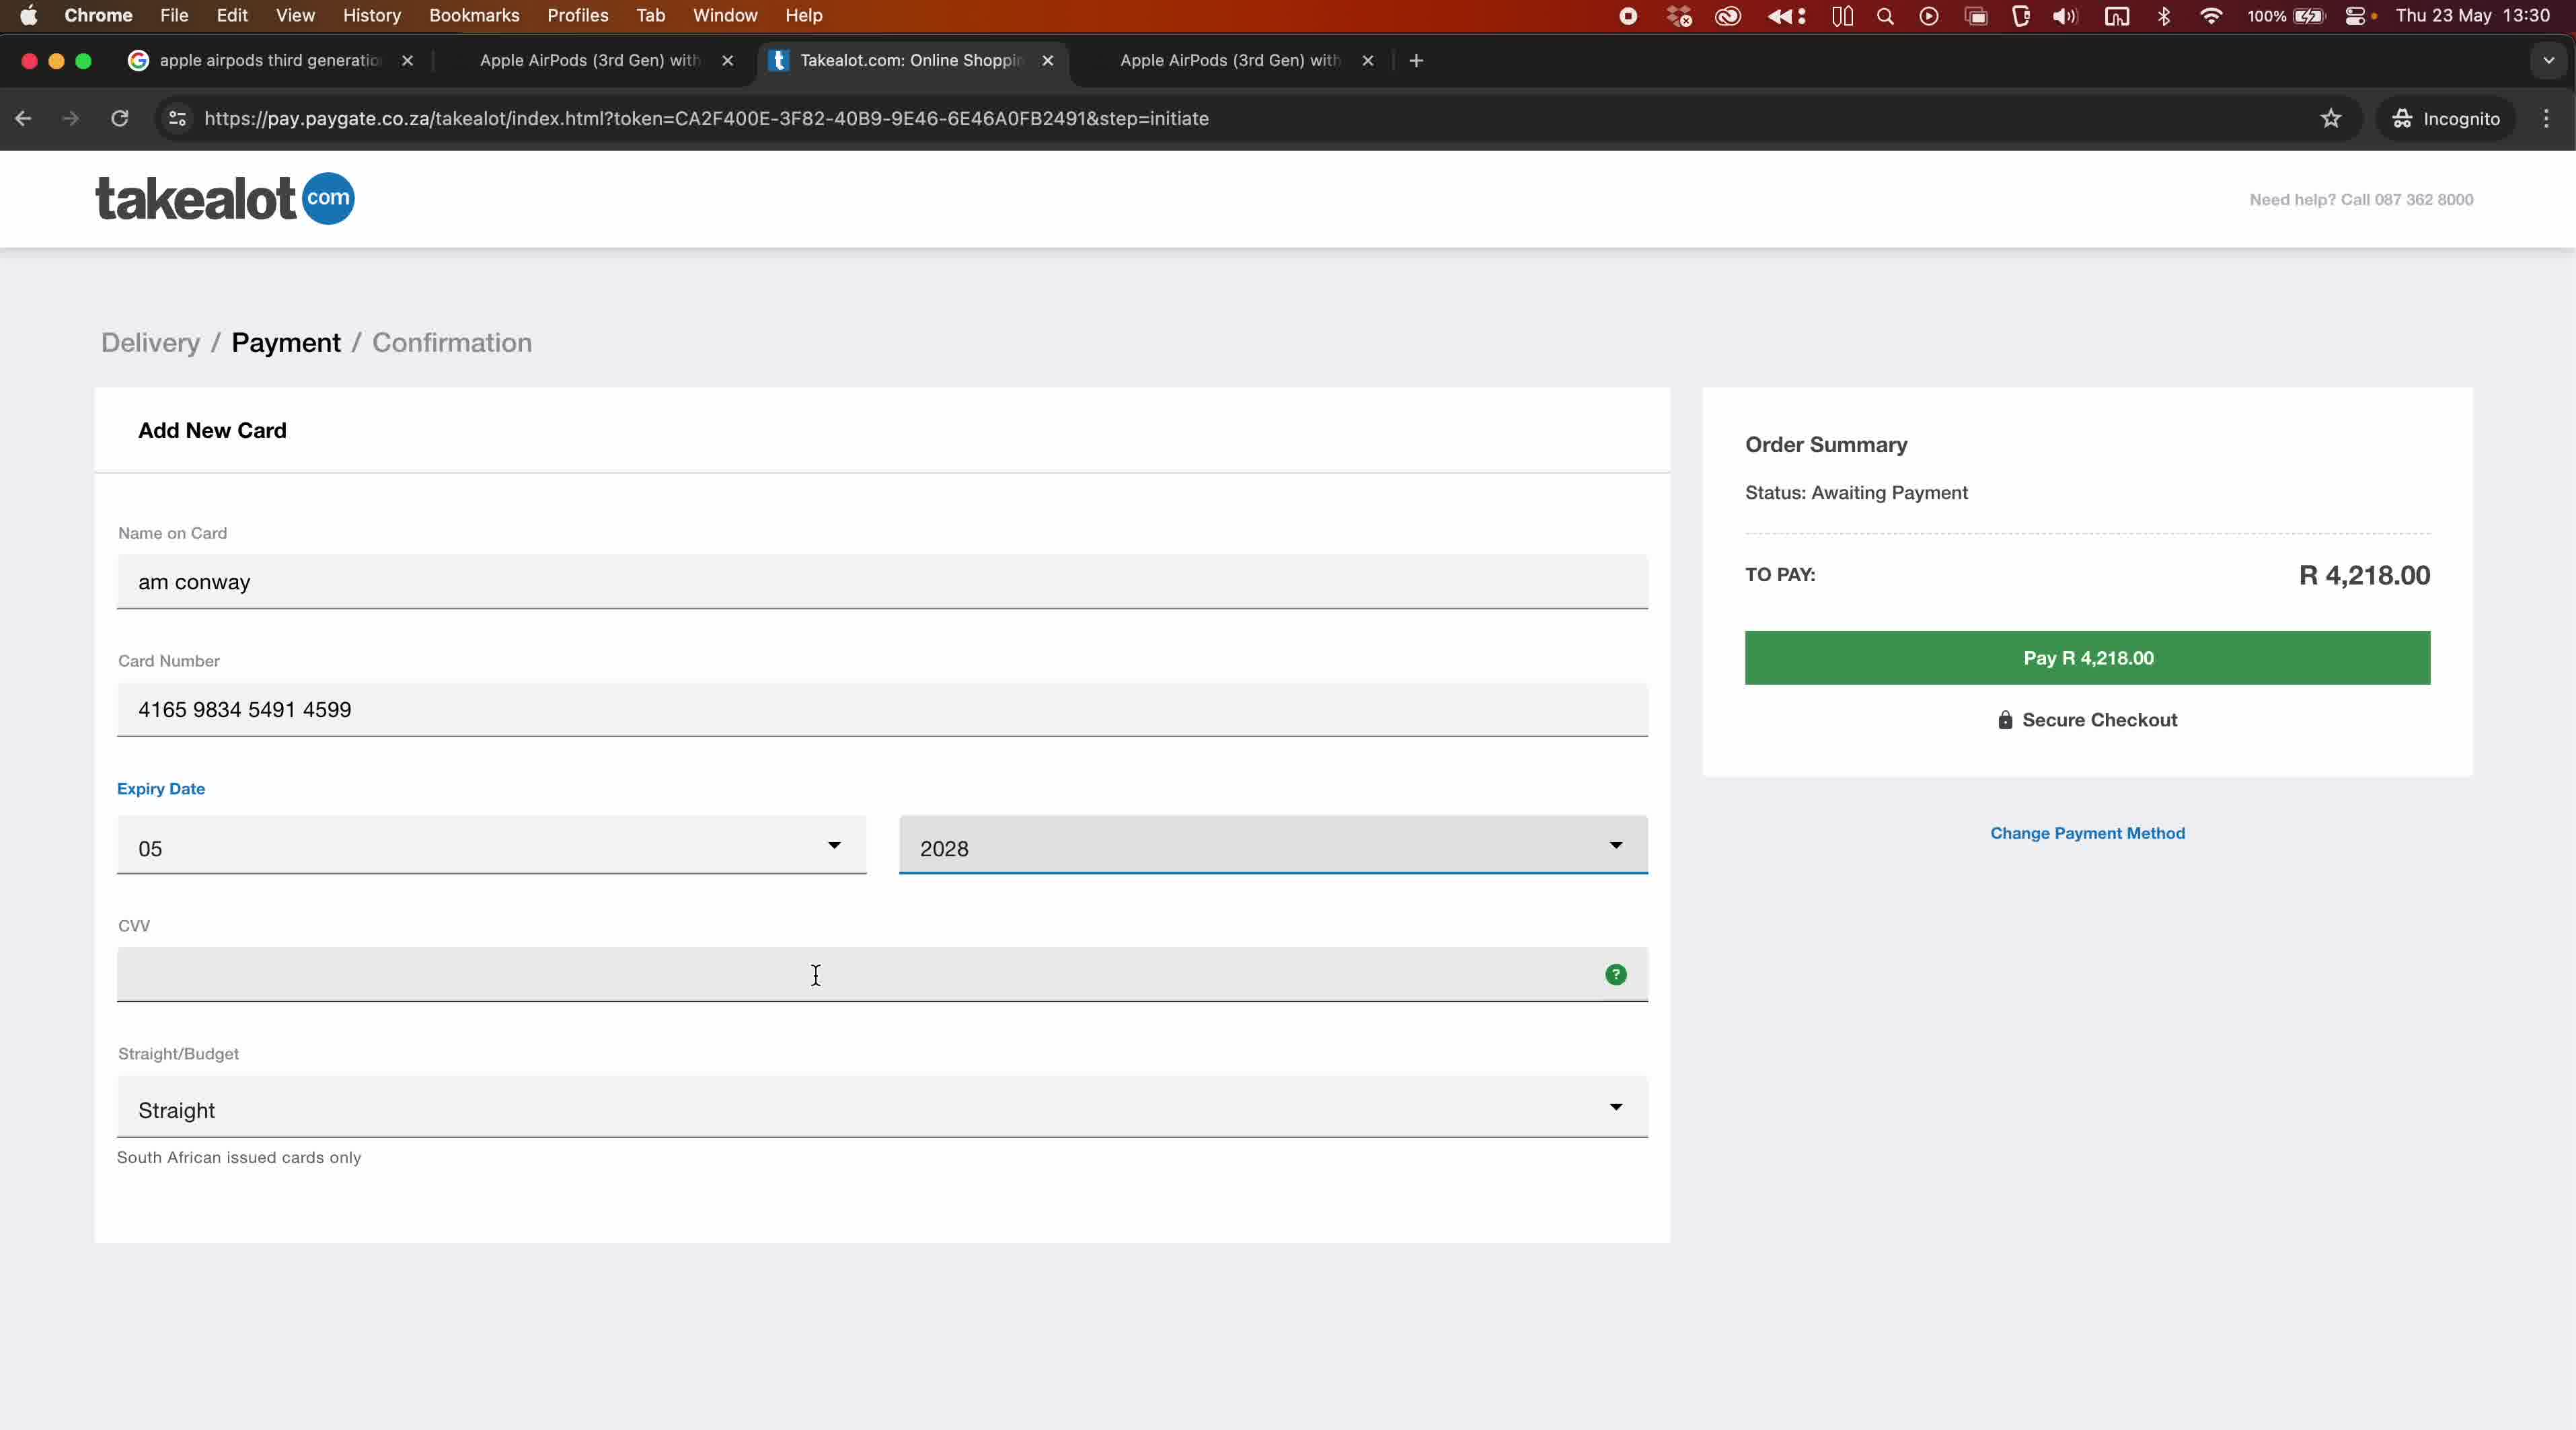 Chrome File Edit View History Bookmarks Profiles Tab Window Help 100% Thu 23 May 13:30
apple airpods third generatio Apple AirPods (3rd Gen) with Takealot.com: Online Shoppin Apple AirPods (3rd Gen) with
https://pay.paygate.co.za/takealot/index.html?token=CA2F400E-3F82-40B9-9E46-6E46A0FB2491&step=initiate Incognito
takealot com
Need help? Call 087 362 8000
Delivery / Payment / Confirmation
Add New Card
Name on Card
am conway
Card Number
4165 9834 5491 4599
Expiry Date
05 2028
CVV
?
Straight/Budget
Straight
South African issued cards only
Order Summary
Status: Awaiting Payment
TO PAY: R 4,218.00
Pay R 4,218.00
Secure Checkout
Change Payment Method